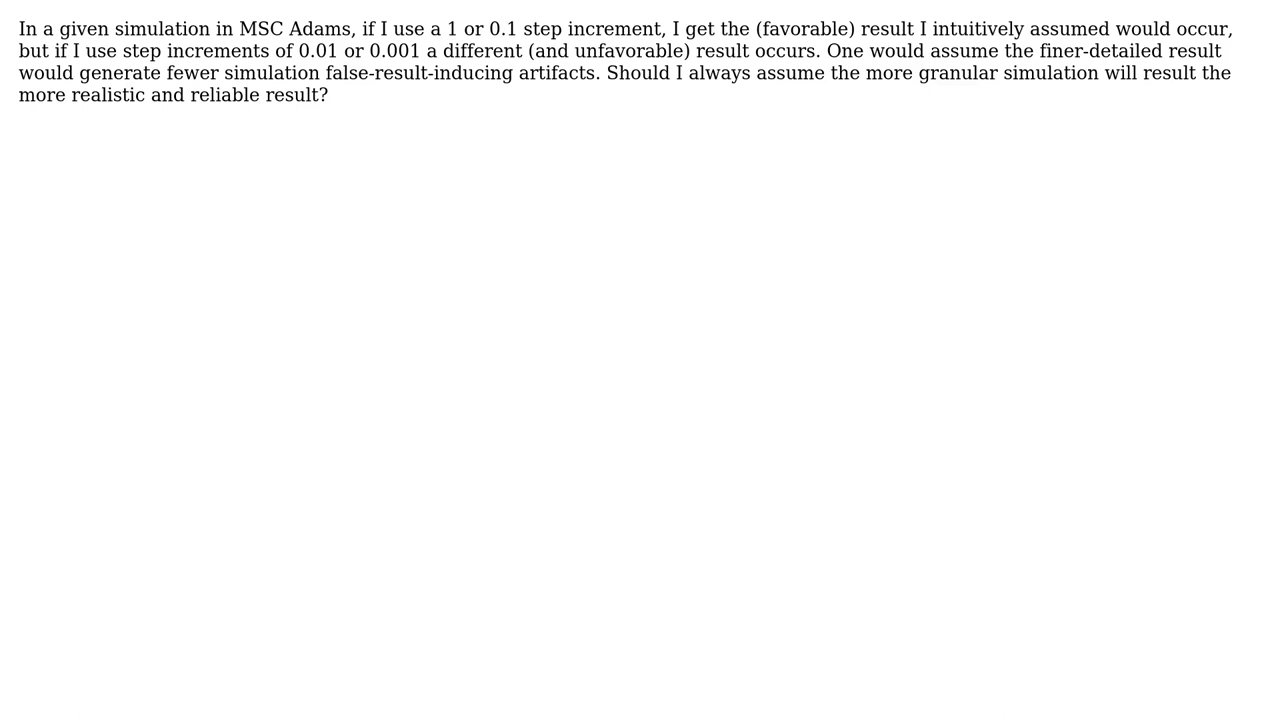 In a given simulation in MSC Adams, if I use a 1 or 0.1 step increment, I get the (favorable) result I intuitively assumed would occur,
but if I use step increments of 0.01 or 0.001 a different (and unfavorable) result occurs. One would assume the finer-detailed result
would generate fewer simulation false-result-inducing artifacts. Should I always assume the more granular simulation will result the
more realistic and reliable result?